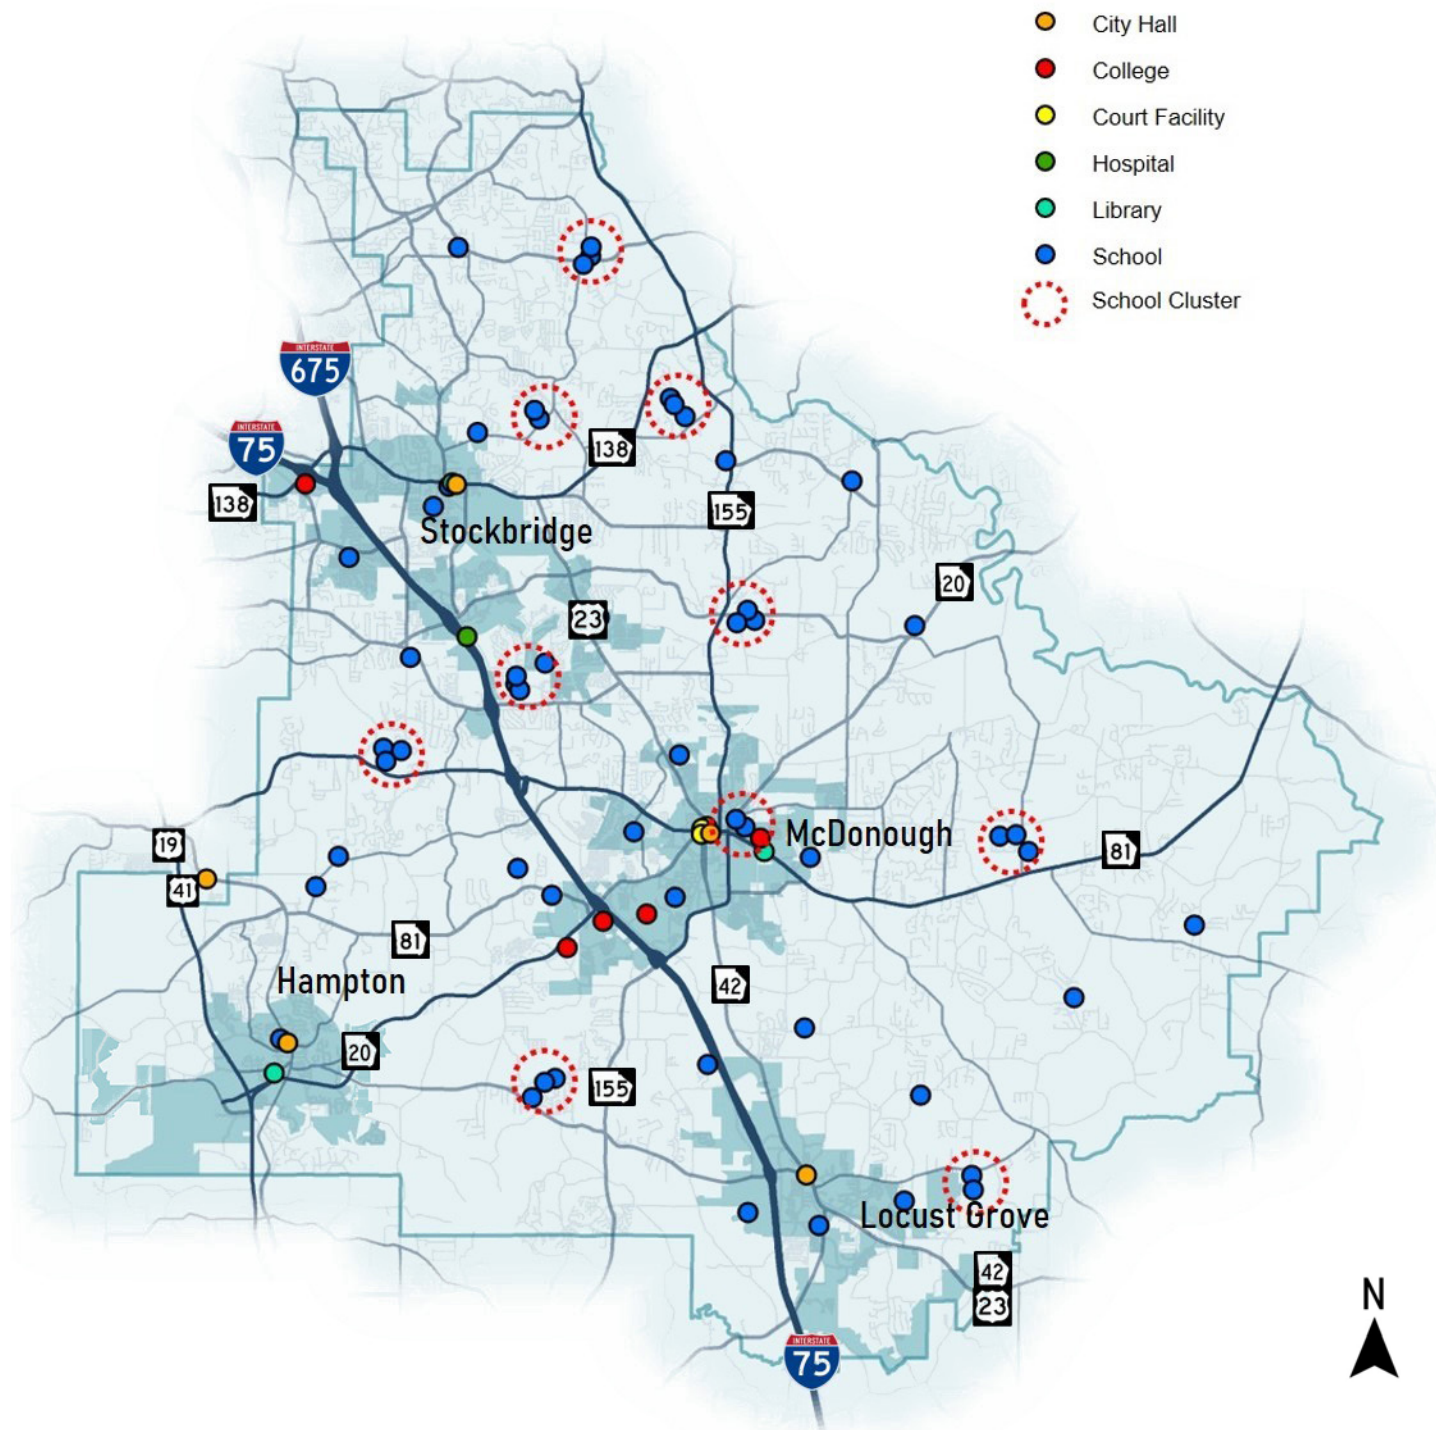 City Hall
College
Court Facility
Hospital
Library
School
School Cluster
INTERSTATE
675
INTERSTATE
75
138
138
155
Stockbridge
20
23
19
41
McDonough
81
81
Hampton
42
20
155
Locust Grove
42
23
N
INTERSTATE
75